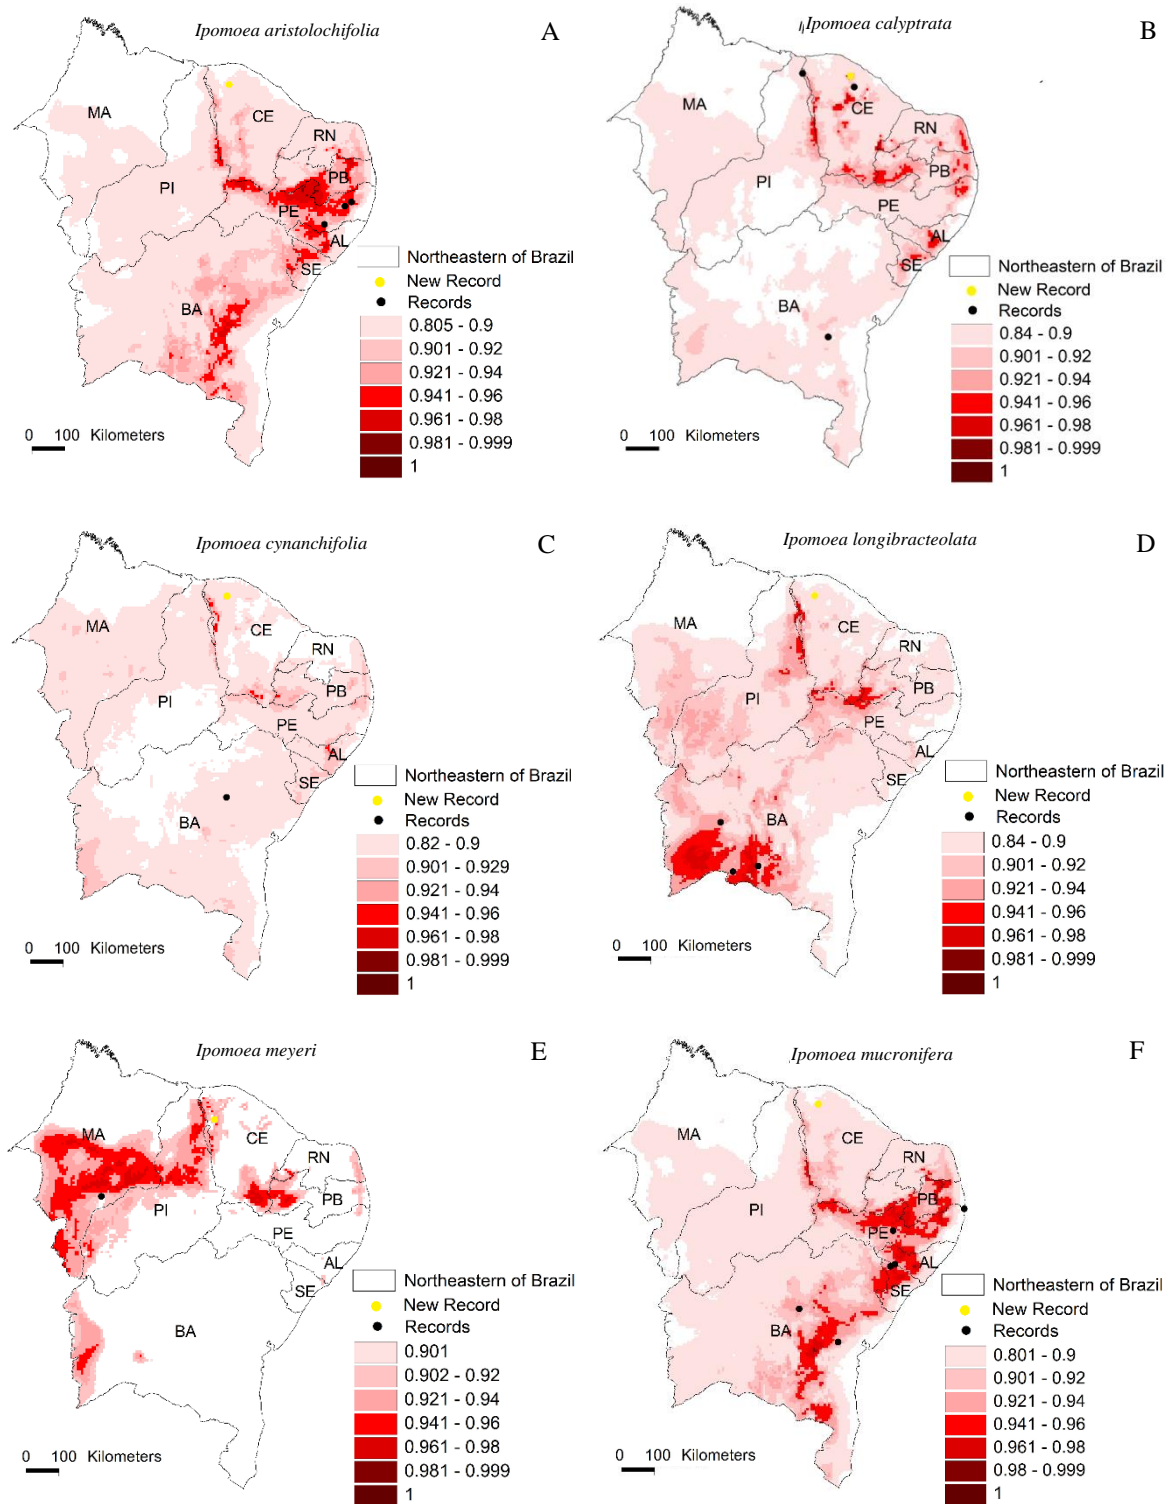 Ipomoea aristolochifolia
A
MA
CE
RN
PI
PB
PE
AL
SE
BA
Northeastern of Brazil
New Record
Records
0.805 - 0.9
0.901 - 0.92
0.921 - 0.94
0.941 - 0.96
0.961 - 0.98
0.981 - 0.999
1
0 100 Kilometers
Ipomoea calyptrata
B
MA
CE
RN
PI
PB
PE
AL
SE
BA
Northeastern of Brazil
New Record
Records
0.84 - 0.9
0.901 - 0.92
0.921 - 0.94
0.941 - 0.96
0.961 - 0.98
0.981 - 0.999
1
0 100 Kilometers
Ipomoea cynanchifolia
C
MA
CE
RN
PI
PB
PE
AL
SE
BA
Northeastern of Brazil
New Record
Records
0.82 - 0.9
0.901 - 0.929
0.921 - 0.94
0.941 - 0.96
0.961 - 0.98
0.981 - 0.999
1
0 100 Kilometers
Ipomoea longibracteolata
D
MA
CE
RN
PI
PB
PE
AL
SE
BA
Northeastern of Brazil
New Record
Records
0.84 - 0.9
0.901 - 0.92
0.921 - 0.94
0.941 - 0.96
0.961 - 0.98
0.981 - 0.999
1
0 100 Kilometers
Ipomoea meyeri
E
MA
CE
RN
PI
PB
PE
AL
SE
BA
Northeastern of Brazil
New Record
Records
0.901
0.902 - 0.92
0.921 - 0.94
0.941 - 0.96
0.961 - 0.98
0.981 - 0.999
1
0 100 Kilometers
Ipomoea mucronifera
F
MA
CE
RN
PI
PB
PE
AL
SE
BA
Northeastern of Brazil
New Record
Records
0.801 - 0.9
0.901 - 0.92
0.921 - 0.94
0.941 - 0.96
0.961 - 0.98
0.98 - 0.999
1
0 100 Kilometers